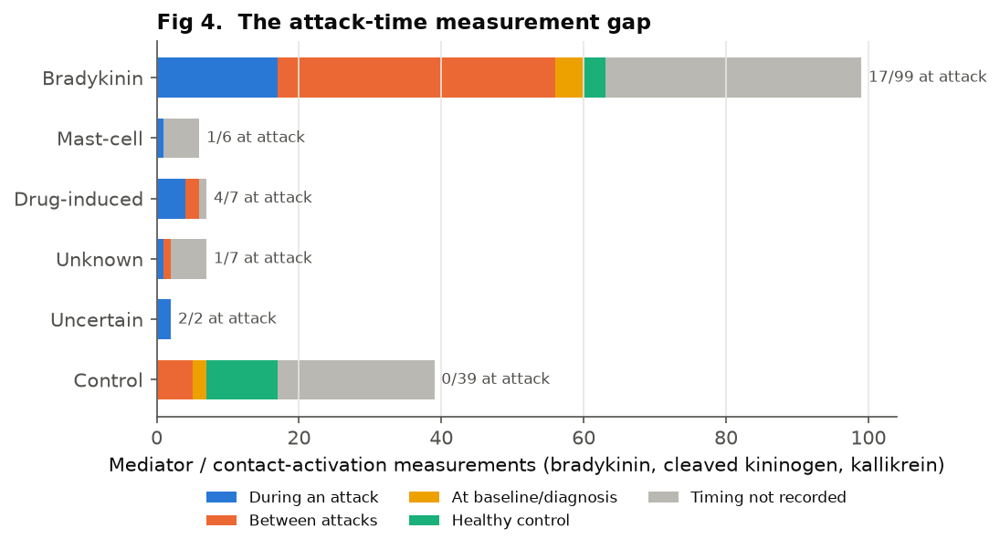 Fig 4.  The attack-time measurement gap
Bradykinin
17/99 at attack
Mast-cell
1/6 at attack
Drug-induced
4/7 at attack
Unknown
1/7 at attack
Uncertain
2/2 at attack
Control
0/39 at attack
0 20 40 60 80 100
Mediator / contact-activation measurements (bradykinin, cleaved kininogen, kallikrein)
During an attack At baseline/diagnosis Timing not recorded
Between attacks Healthy control